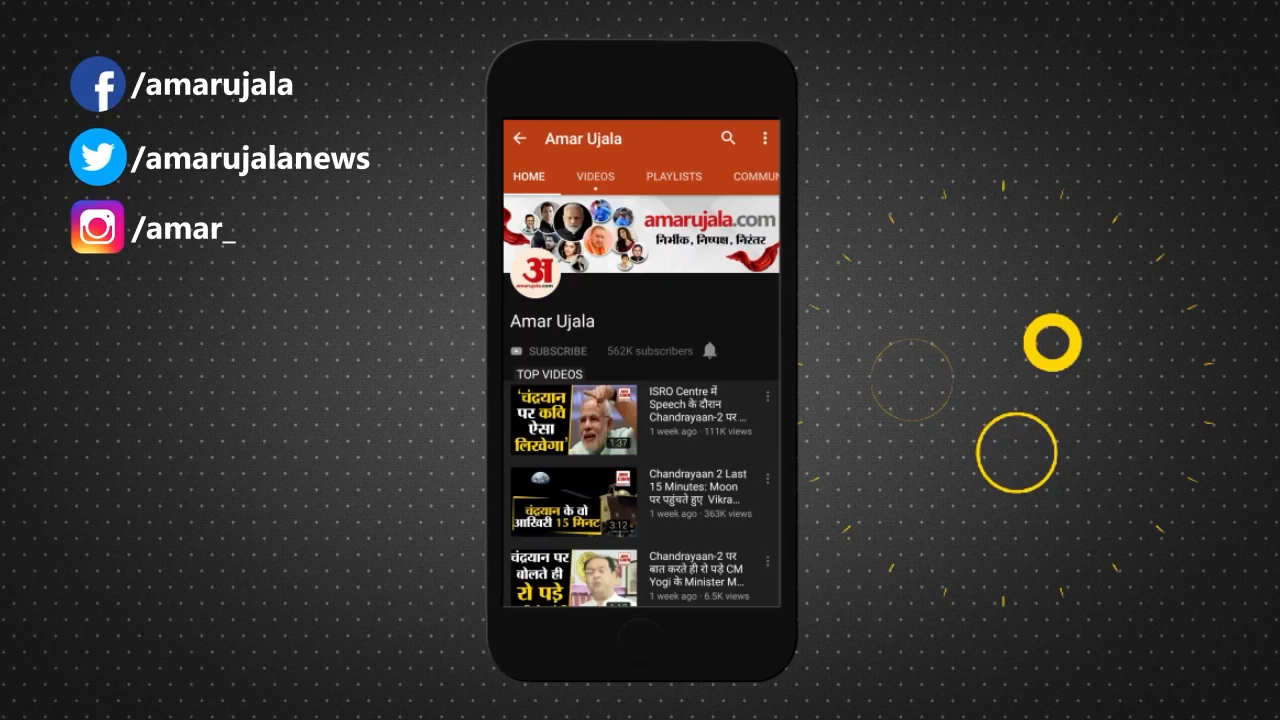 /amarujala
/amarujalanews
/amar_
Amar Ujala
HOME VIDEOS PLAYLISTS COMMUN
amarujala.com
निर्भीक, निष्पक्ष, निरंतर
अ
amarujala.com
Amar Ujala
SUBSCRIBE 562K subscribers
TOP VIDEOS
'चंद्रयान
पर कवि
ऐसा
लिखेगा'
1:37
ISRO Centre में
Speech के दौरान
Chandrayaan-2 पर ...
1 week ago · 111K views
चंद्रयान के वो
आखिरी 15 मिनट
3:12
Chandrayaan 2 Last
15 Minutes: Moon
पर पहुंचते हुए Vikra...
1 week ago · 363K views
चंद्रयान पर
बोलते ही
रो पड़े
Chandrayaan-2 पर
बात करते ही रो पड़े CM
Yogi के Minister M...
1 week ago · 6.5K views